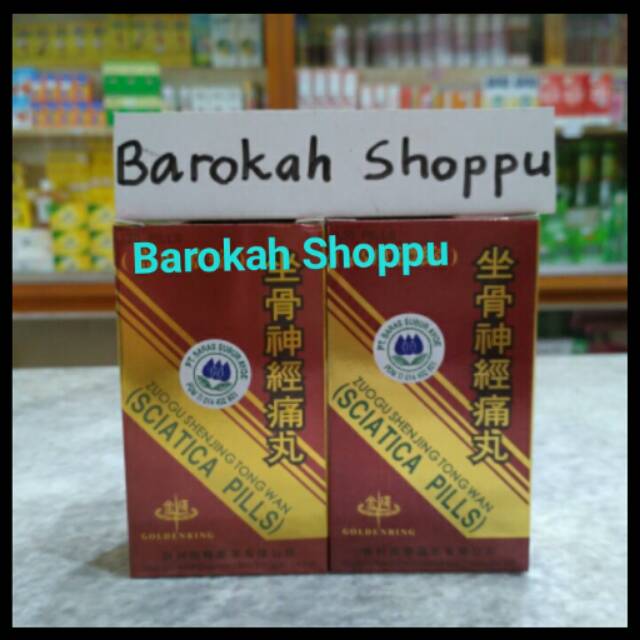 Barokah Shoppu
Barokah Shoppu
坐骨神經痛丸
ZUOGU SHENJING TONG WAN
(SCIATICA PILLS)
GOLDENRING
坐骨神經痛丸
ZUOGU SHENJING TONG WAN
(SCIATICA PILLS)
GOLDENRING